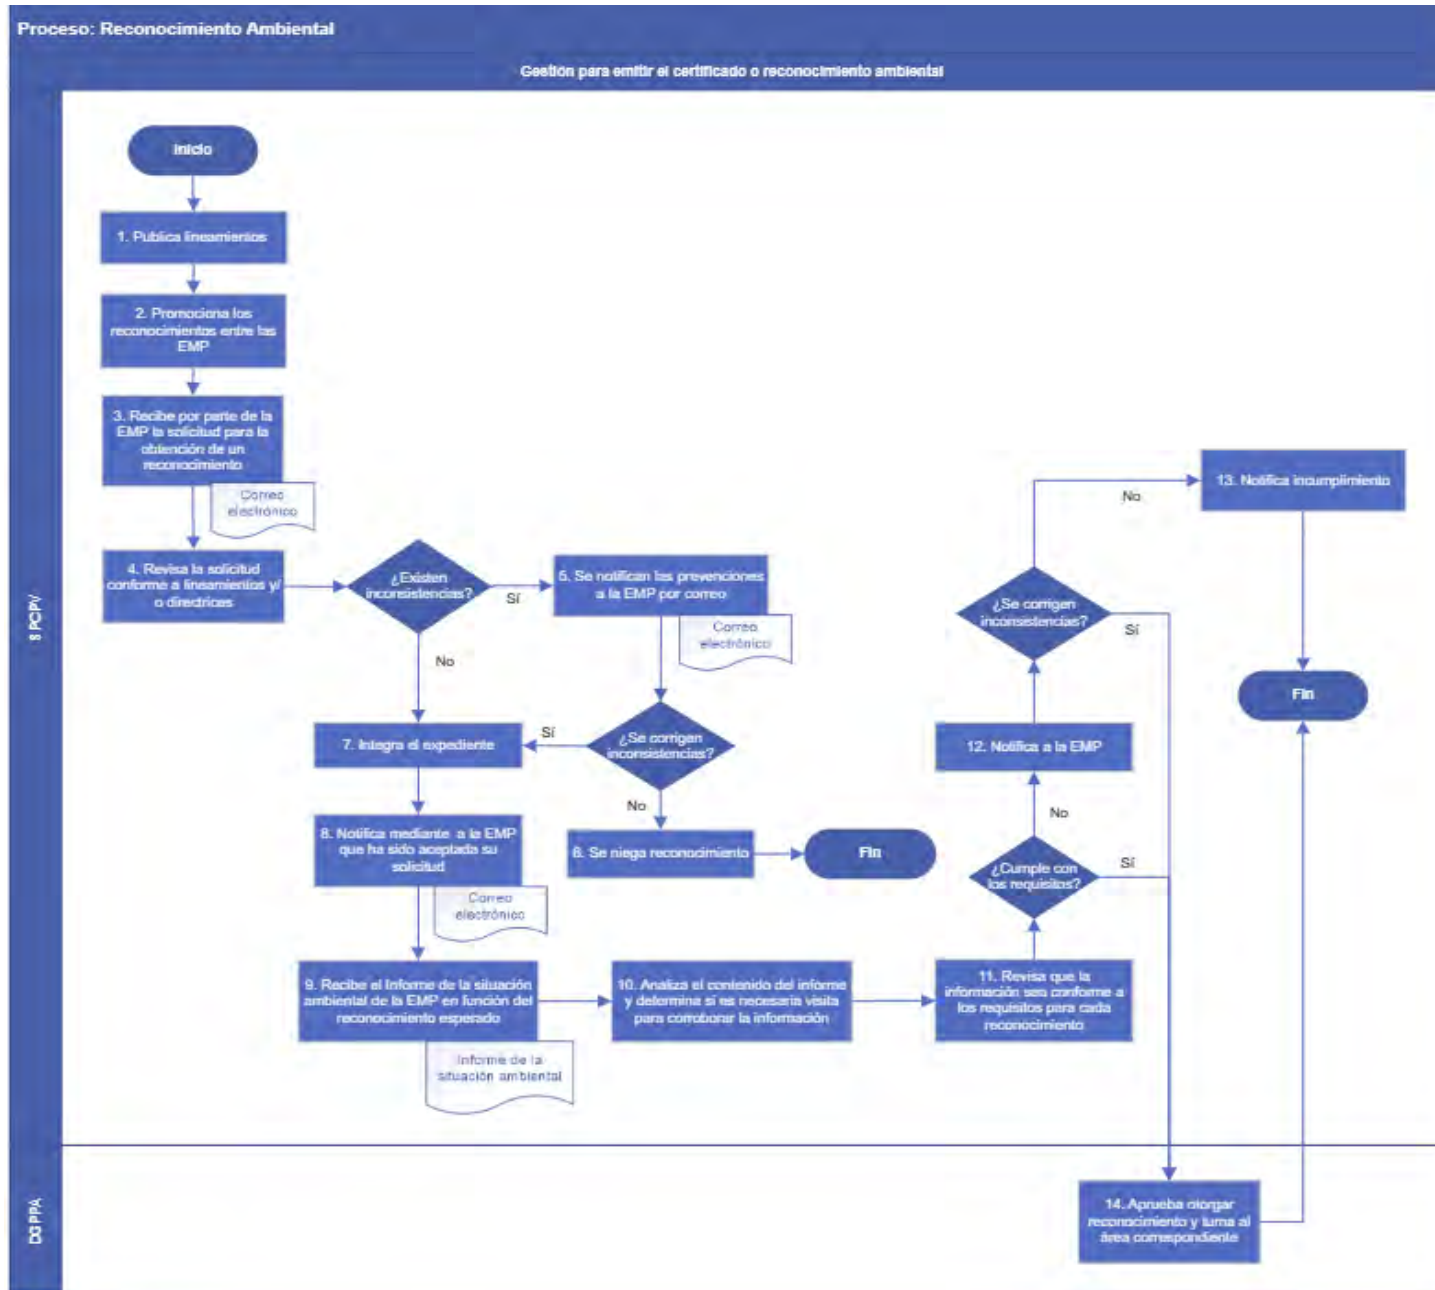 Proceso: Reconocimiento Ambiental
Gestión para emitir el certificado o reconocimiento ambiental
SPCPV
Inicio
1. Publica lineamientos
2. Promociona los
reconocimientos entre las
EMP
3. Recibe por parte de la
EMP la solicitud para la
obtención de un
reconocimiento
Correo
electrónico
4. Revisa la solicitud
conforme a lineamientos y/
o directrices
¿Existen
inconsistencias?
Sí
No
5. Se notifican las prevenciones
a la EMP por correo
Correo
electrónico
¿Se corrigen
inconsistencias?
Sí
No
6. Se niega reconocimiento
Fin
7. Integra el expediente
8. Notifica mediante a la EMP
que ha sido aceptada su
solicitud
Correo
electrónico
9. Recibe el Informe de la situación
ambiental de la EMP en función del
reconocimiento esperado
Informe de la
situación ambiental
10. Analiza el contenido del informe
y determina si es necesaria visita
para corroborar la información
11. Revisa que la
información sea conforme a
los requisitos para cada
reconocimiento
¿Cumple con
los requisitos?
Sí
No
12. Notifica a la EMP
¿Se corrigen
inconsistencias?
Sí
No
13. Notifica incumplimiento
Fin
DGPPA
14. Aprueba otorgar
reconocimiento y turna al
área correspondiente